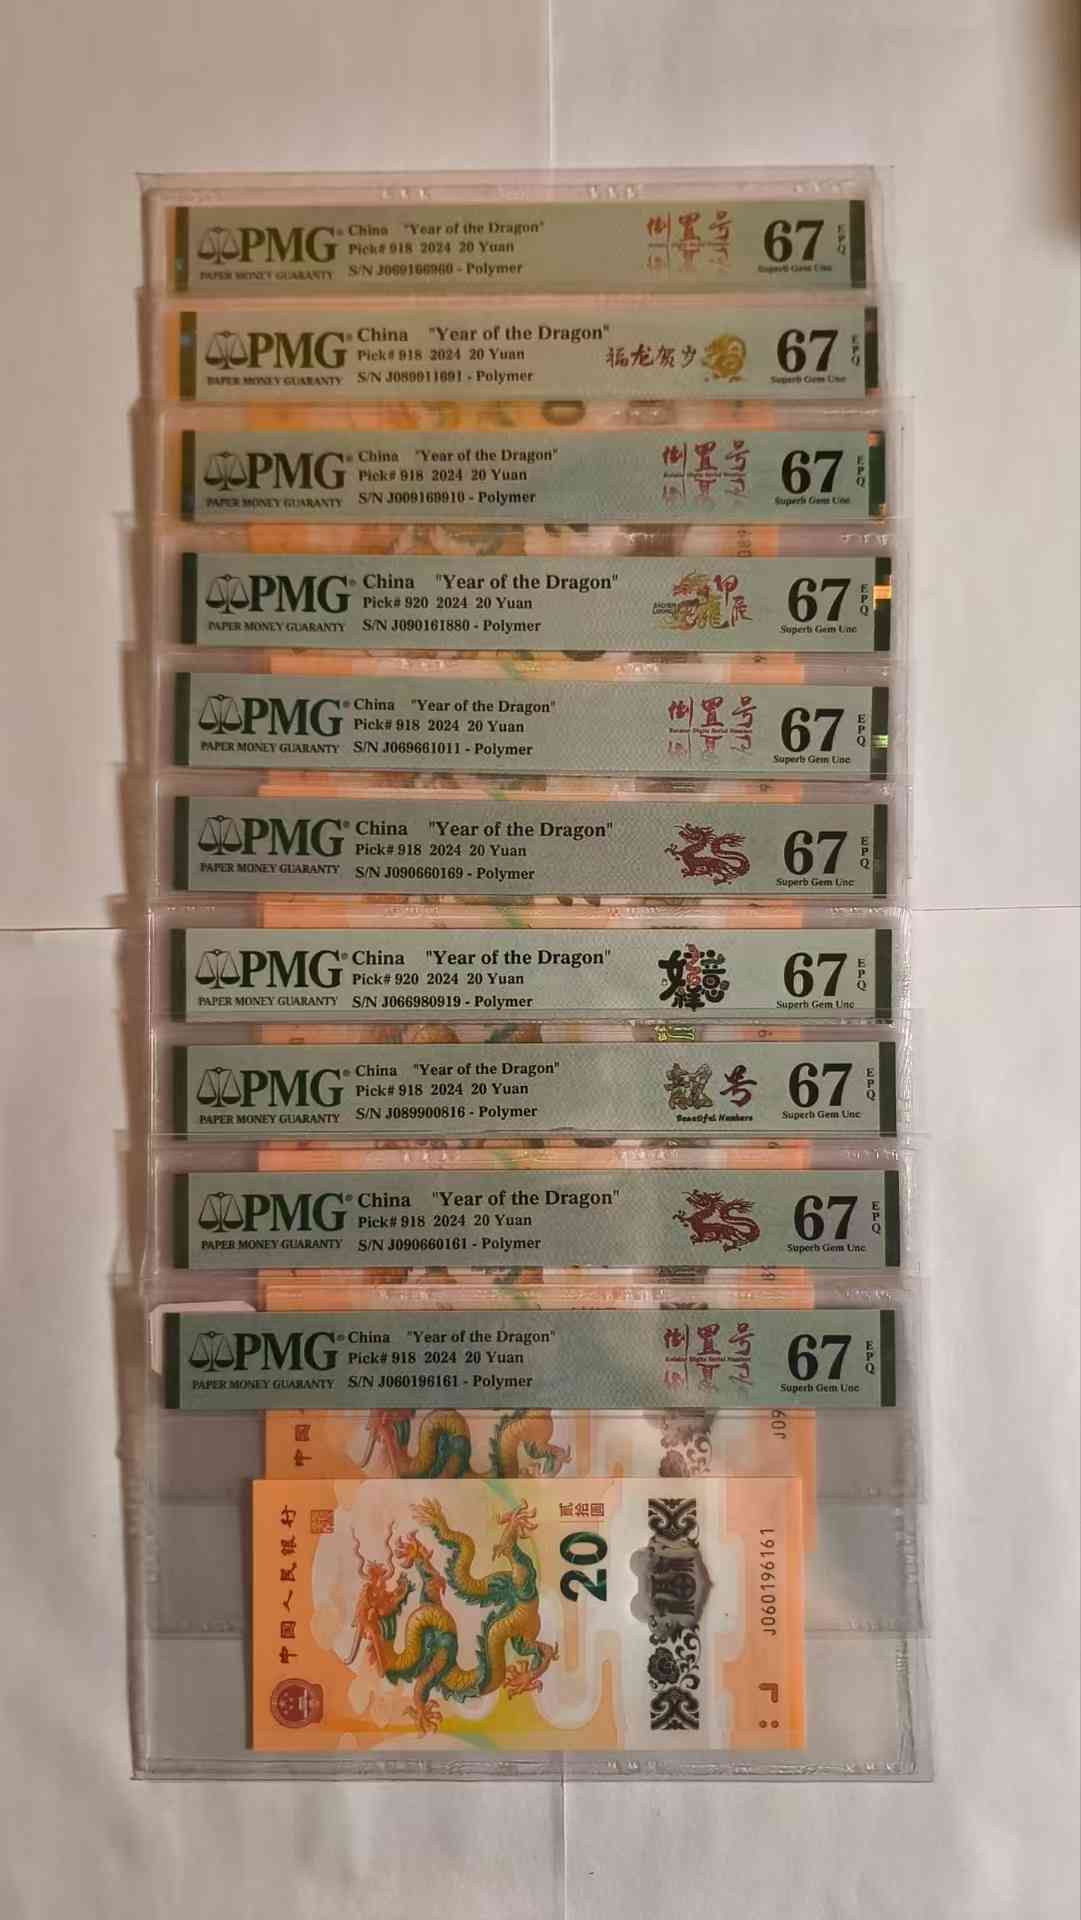 PMG® China "Year of the Dragon" 倒置号 67 EPQ
Pick# 918 2024 20 Yuan
PAPER MONEY GUARANTY S/N J069166960 - Polymer Superb Gem Unc
PMG® China "Year of the Dragon" 福龙贺岁 67 EPQ
Pick# 918 2024 20 Yuan
PAPER MONEY GUARANTY S/N J089911691 - Polymer Superb Gem Unc
PMG® China "Year of the Dragon" 倒置号 67 EPQ
Pick# 918 2024 20 Yuan
PAPER MONEY GUARANTY S/N J009169910 - Polymer Superb Gem Unc
PMG® China "Year of the Dragon" 甲辰 67 EPQ
Pick# 920 2024 20 Yuan
PAPER MONEY GUARANTY S/N J090161880 - Polymer Superb Gem Unc
PMG® China "Year of the Dragon" 倒置号 67 EPQ
Pick# 918 2024 20 Yuan
PAPER MONEY GUARANTY S/N J069661011 - Polymer Superb Gem Unc
PMG® China "Year of the Dragon" 67 EPQ
Pick# 918 2024 20 Yuan
PAPER MONEY GUARANTY S/N J090660169 - Polymer Superb Gem Unc
PMG® China "Year of the Dragon" 67 EPQ
Pick# 920 2024 20 Yuan
PAPER MONEY GUARANTY S/N J066980919 - Polymer Superb Gem Unc
PMG® China "Year of the Dragon" 号 67 EPQ
Pick# 918 2024 20 Yuan
PAPER MONEY GUARANTY S/N J089900816 - Polymer Beautiful Numbers Superb Gem Unc
PMG® China "Year of the Dragon" 67 EPQ
Pick# 918 2024 20 Yuan
PAPER MONEY GUARANTY S/N J090660161 - Polymer Superb Gem Unc
PMG® China "Year of the Dragon" 倒置号 67 EPQ
Pick# 918 2024 20 Yuan
PAPER MONEY GUARANTY S/N J060196161 - Polymer Superb Gem Unc
中国
J09
中国人民银行
贰拾圆
20
福
J060196161